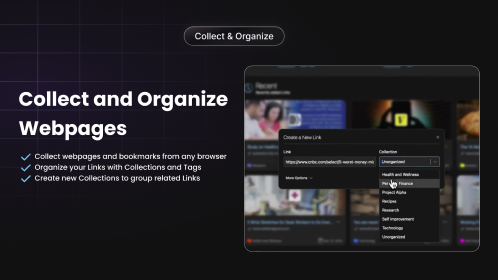 Collect & Organize
Collect and Organize
Webpages
Collect webpages and bookmarks from any browser
Organize your Links with Collections and Tags
Create new Collections to group related Links
Recent
Create a New Link
Link
Collection
https://www.cnbc.com/select/5-worst-money-mi
Unorganized
More Options
Health and Wellness
Finance
Project Alpha
Recipes
Research
Self Improvement
Technology
Unorganized